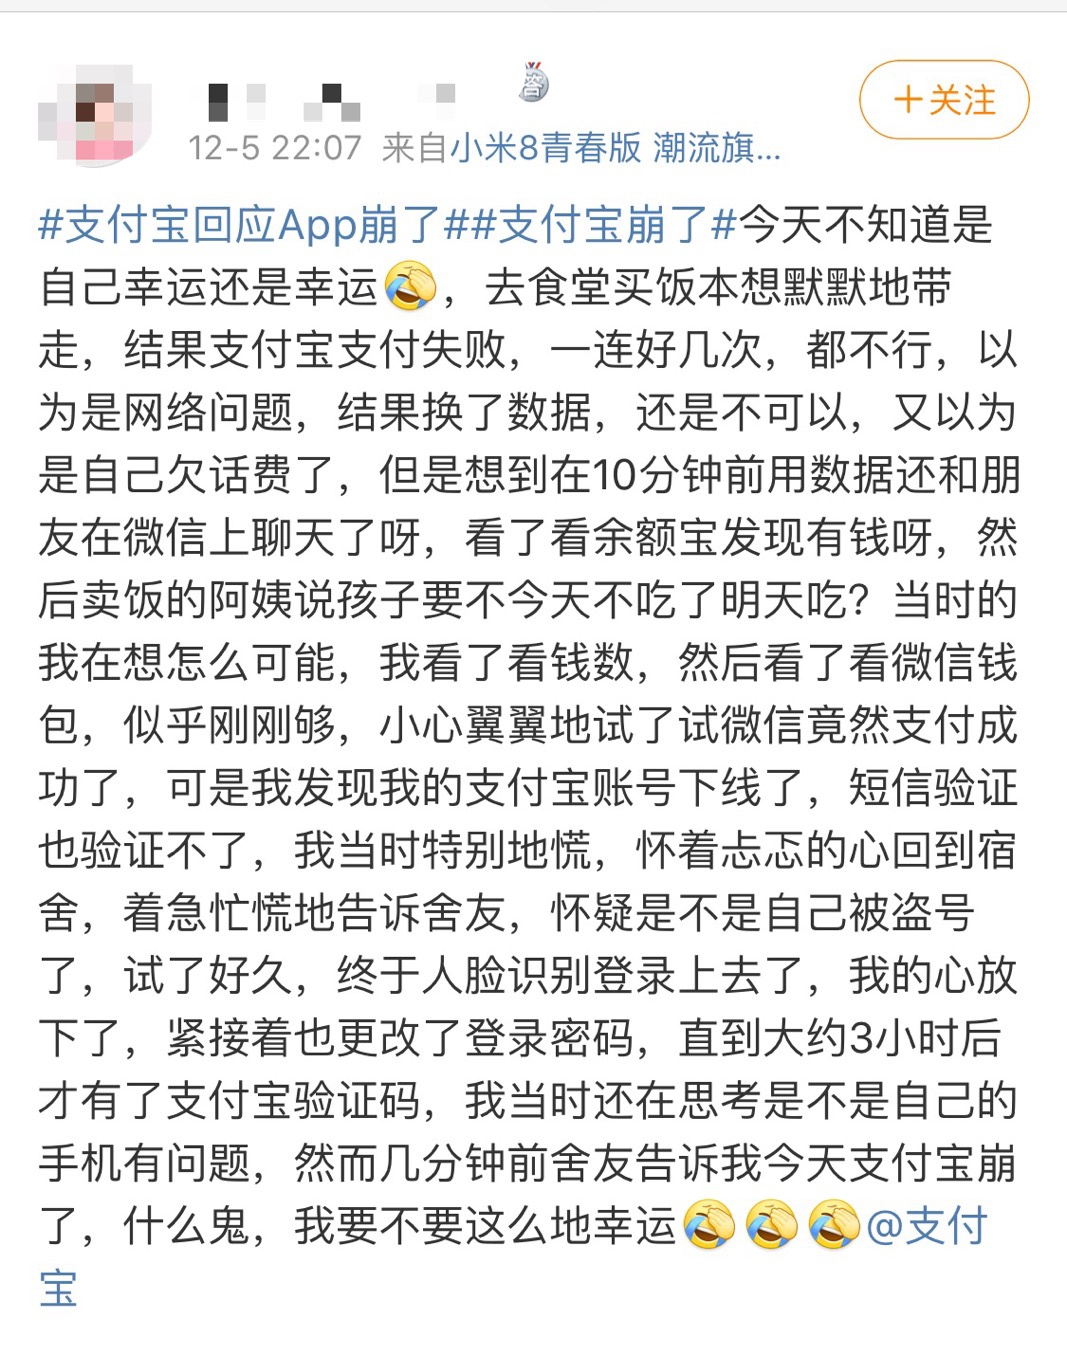 答
12-5 22:07 来自小米8青春版 潮流旗...
+关注
#支付宝回应App崩了##支付宝崩了#今天不知道是
自己幸运还是幸运🤣，去食堂买饭本想默默地带
走，结果支付宝支付失败，一连好几次，都不行，以
为是网络问题，结果换了数据，还是不可以，又以为
是自己欠话费了，但是想到在10分钟前用数据还和朋
友在微信上聊天了呀，看了看余额宝发现有钱呀，然
后卖饭的阿姨说孩子要不今天不吃了明天吃？当时的
我在想怎么可能，我看了看钱数，然后看了看微信钱
包，似乎刚刚够，小心翼翼地试了试微信竟然支付成
功了，可是我发现我的支付宝账号下线了，短信验证
也验证不了，我当时特别地慌，怀着忐忑的心回到宿
舍，着急忙慌地告诉舍友，怀疑是不是自己被盗号
了，试了好久，终于人脸识别登录上去了，我的心放
下了，紧接着也更改了登录密码，直到大约3小时后
才有了支付宝验证码，我当时还在思考是不是自己的
手机有问题，然而几分钟前舍友告诉我今天支付宝崩
了，什么鬼，我要不要这么地幸运🤣🤣🤣@支付
宝